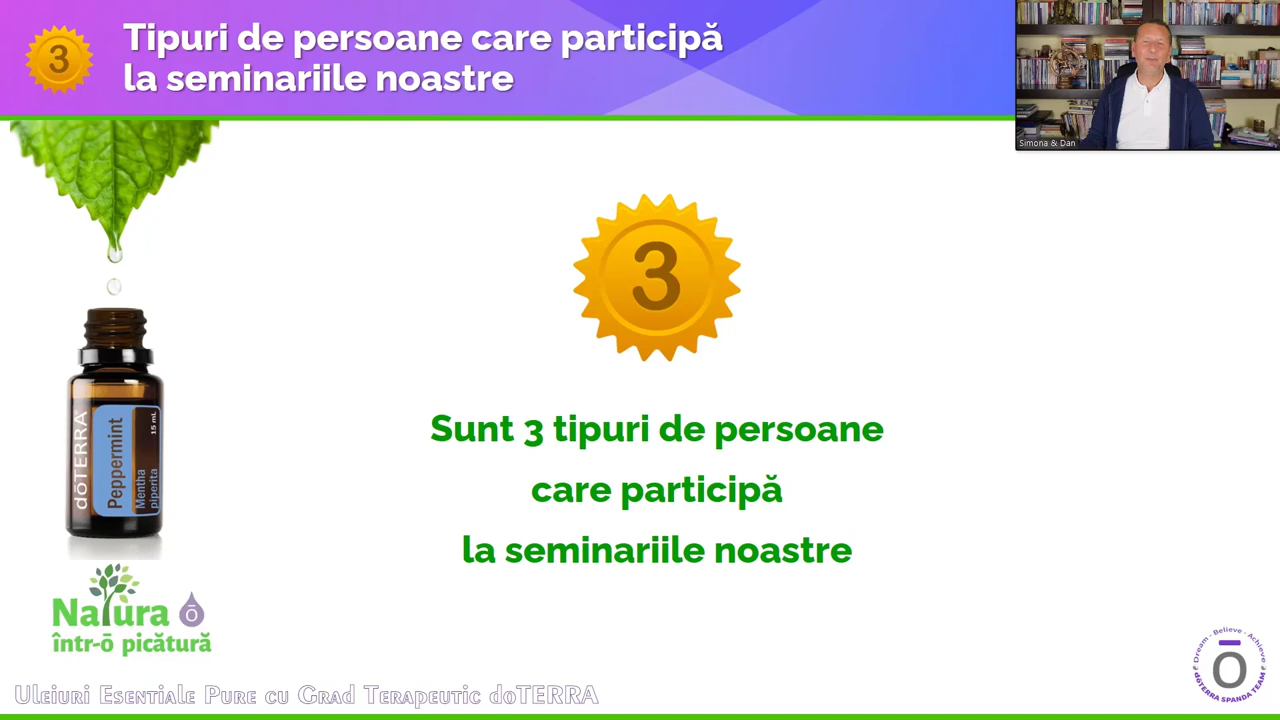 3
Tipuri de persoane care participă
la seminariile noastre
Simona & Dan
3
Sunt 3 tipuri de persoane
care participă
la seminariile noastre
dōTERRA®
Peppermint
Mentha
piperita
15 mL
Natura ō
într-ō picătură
Uleiuri Esentiale Pure cu Grad Terapeutic doTERRA
Dream - Believe - Achieve
Ō
dōTERRA SPANDA TEAM